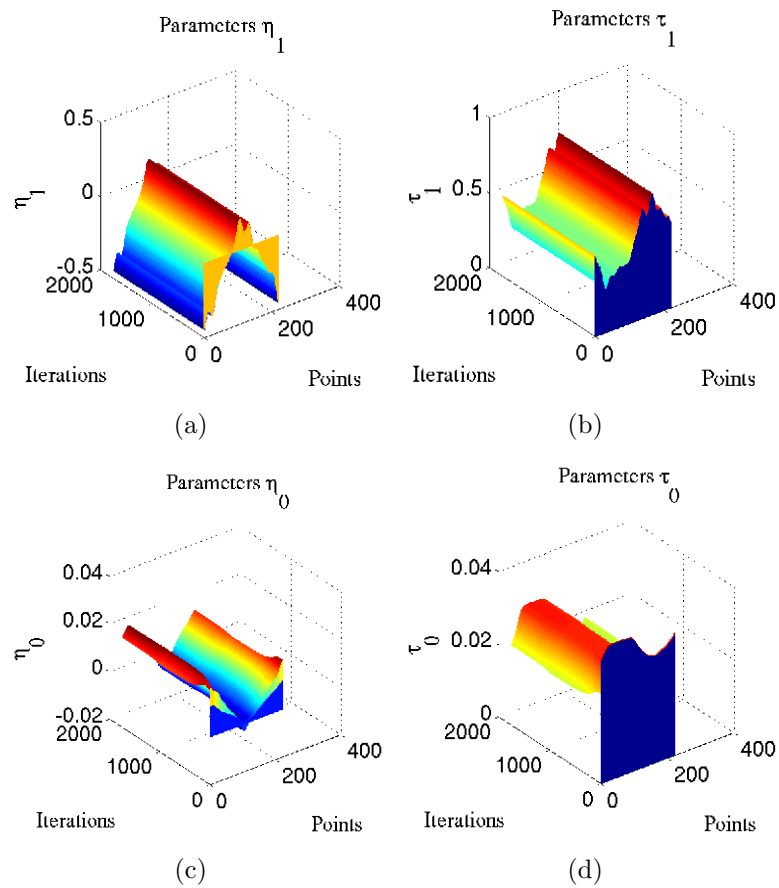 Parameters η1
Parameters τ1
0.5
0
-0.5
η1
2000
1000
0
0
200
400
Iterations
Points
1
0.5
0
τ1
2000
1000
0
0
200
400
Iterations
Points
(a)
(b)
Parameters η0
Parameters τ0
0.04
0.02
0
-0.02
η0
2000
1000
0
0
200
400
Iterations
Points
0.04
0.02
0
τ0
2000
1000
0
0
200
400
Iterations
Points
(c)
(d)